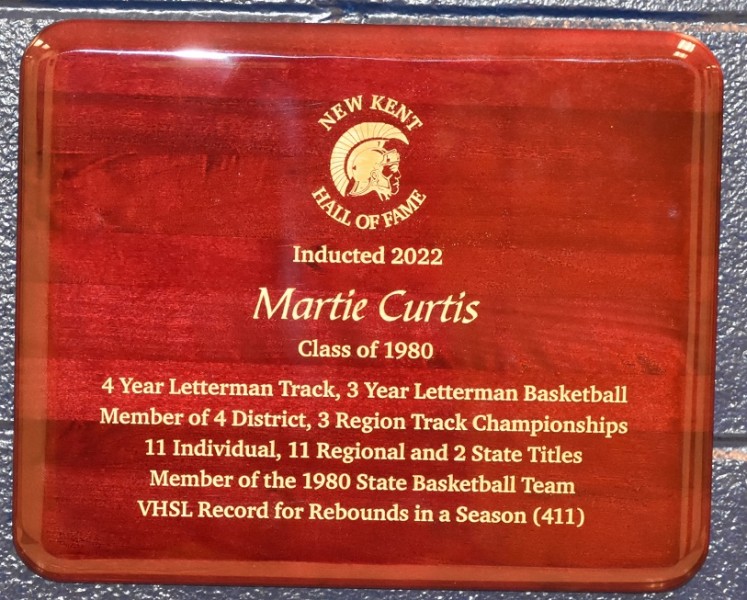 NEW KENT
HALL OF FAME
Inducted 2022
Martie Curtis
Class of 1980
4 Year Letterman Track, 3 Year Letterman Basketball
Member of 4 District, 3 Region Track Championships
11 Individual, 11 Regional and 2 State Titles
Member of the 1980 State Basketball Team
VHSL Record for Rebounds in a Season (411)